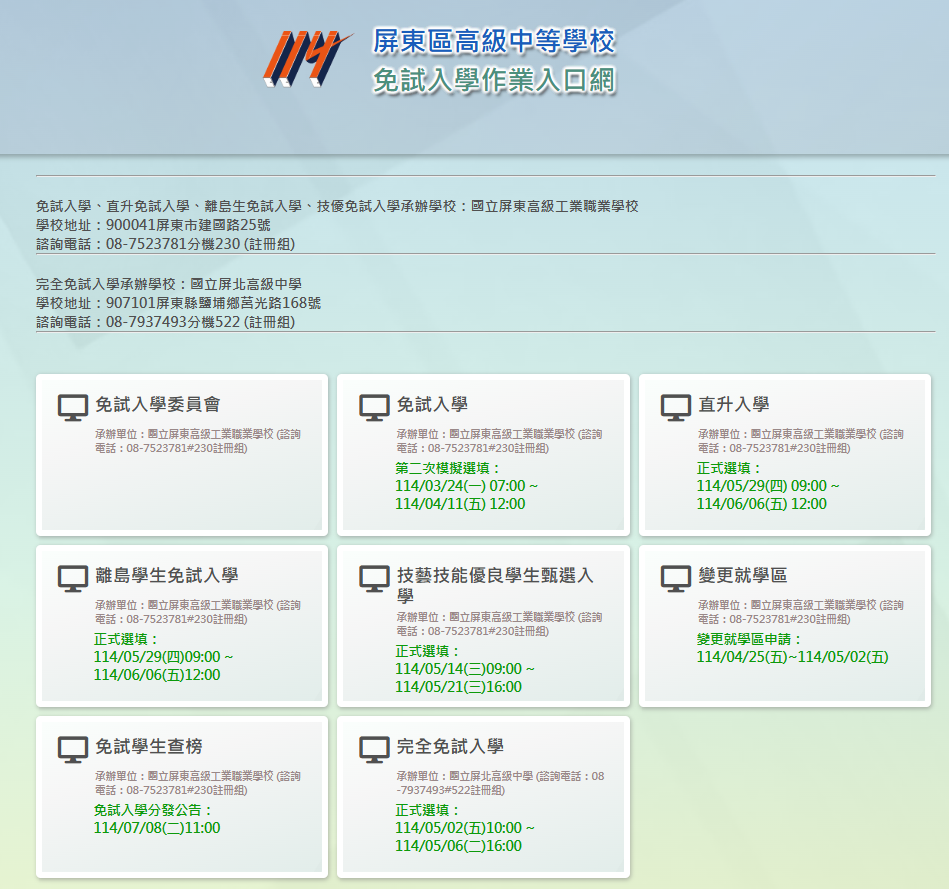 屏東區高級中等學校
免試入學作業入口網
免試入學、直升免試入學、離島生免試入學、技優免試入學承辦學校：國立屏東高級工業職業學校
學校地址：900041屏東市建國路25號
諮詢電話：08-7523781分機230 (註冊組)
完全免試入學承辦學校：國立屏北高級中學
學校地址：907101屏東縣鹽埔鄉莒光路168號
諮詢電話：08-7937493分機522 (註冊組)
免試入學委員會
承辦單位：國立屏東高級工業職業學校 (諮詢
電話：08-7523781#230註冊組)
免試入學
承辦單位：國立屏東高級工業職業學校 (諮詢
電話：08-7523781#230註冊組)
第二次模擬選填：
114/03/24(一) 07:00 ~
114/04/11(五) 12:00
直升入學
承辦單位：國立屏東高級工業職業學校 (諮詢
電話：08-7523781#230註冊組)
正式選填：
114/05/29(四) 09:00 ~
114/06/06(五) 12:00
離島學生免試入學
承辦單位：國立屏東高級工業職業學校 (諮詢
電話：08-7523781#230註冊組)
正式選填：
114/05/29(四)09:00 ~
114/06/06(五)12:00
技藝技能優良學生甄選入
學
承辦單位：國立屏東高級工業職業學校 (諮詢
電話：08-7523781#230註冊組)
正式選填：
114/05/14(三)09:00 ~
114/05/21(三)16:00
變更就學區
承辦單位：國立屏東高級工業職業學校 (諮詢
電話：08-7523781#230註冊組)
變更就學區申請：
114/04/25(五)~114/05/02(五)
免試學生查榜
承辦單位：國立屏東高級工業職業學校 (諮詢
電話：08-7523781#230註冊組)
免試入學分發公告：
114/07/08(二)11:00
完全免試入學
承辦單位：國立屏北高級中學 (諮詢電話：08
-7937493#522註冊組)
正式選填：
114/05/02(五)10:00 ~
114/05/06(二)16:00